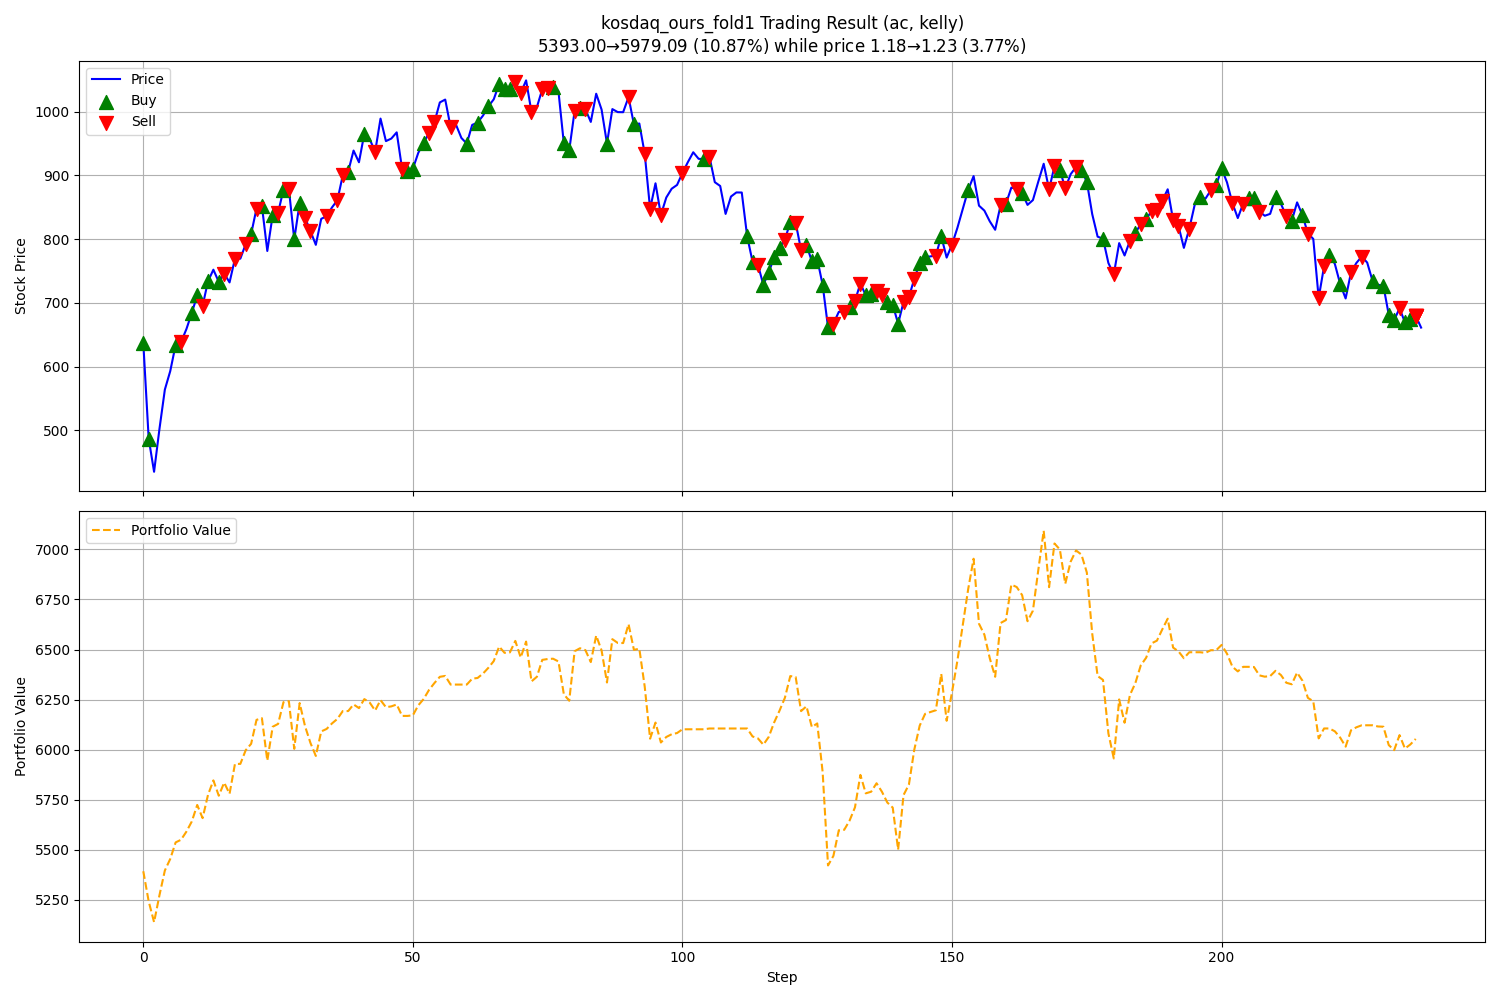 kosdaq_ours_fold1 Trading Result (ac, kelly)
5393.00→5979.09 (10.87%) while price 1.18→1.23 (3.77%)
Price
Buy
Sell
Stock Price
1000
900
800
700
600
500
Portfolio Value
Portfolio Value
7000
6750
6500
6250
6000
5750
5500
5250
0
50
100
150
200
Step